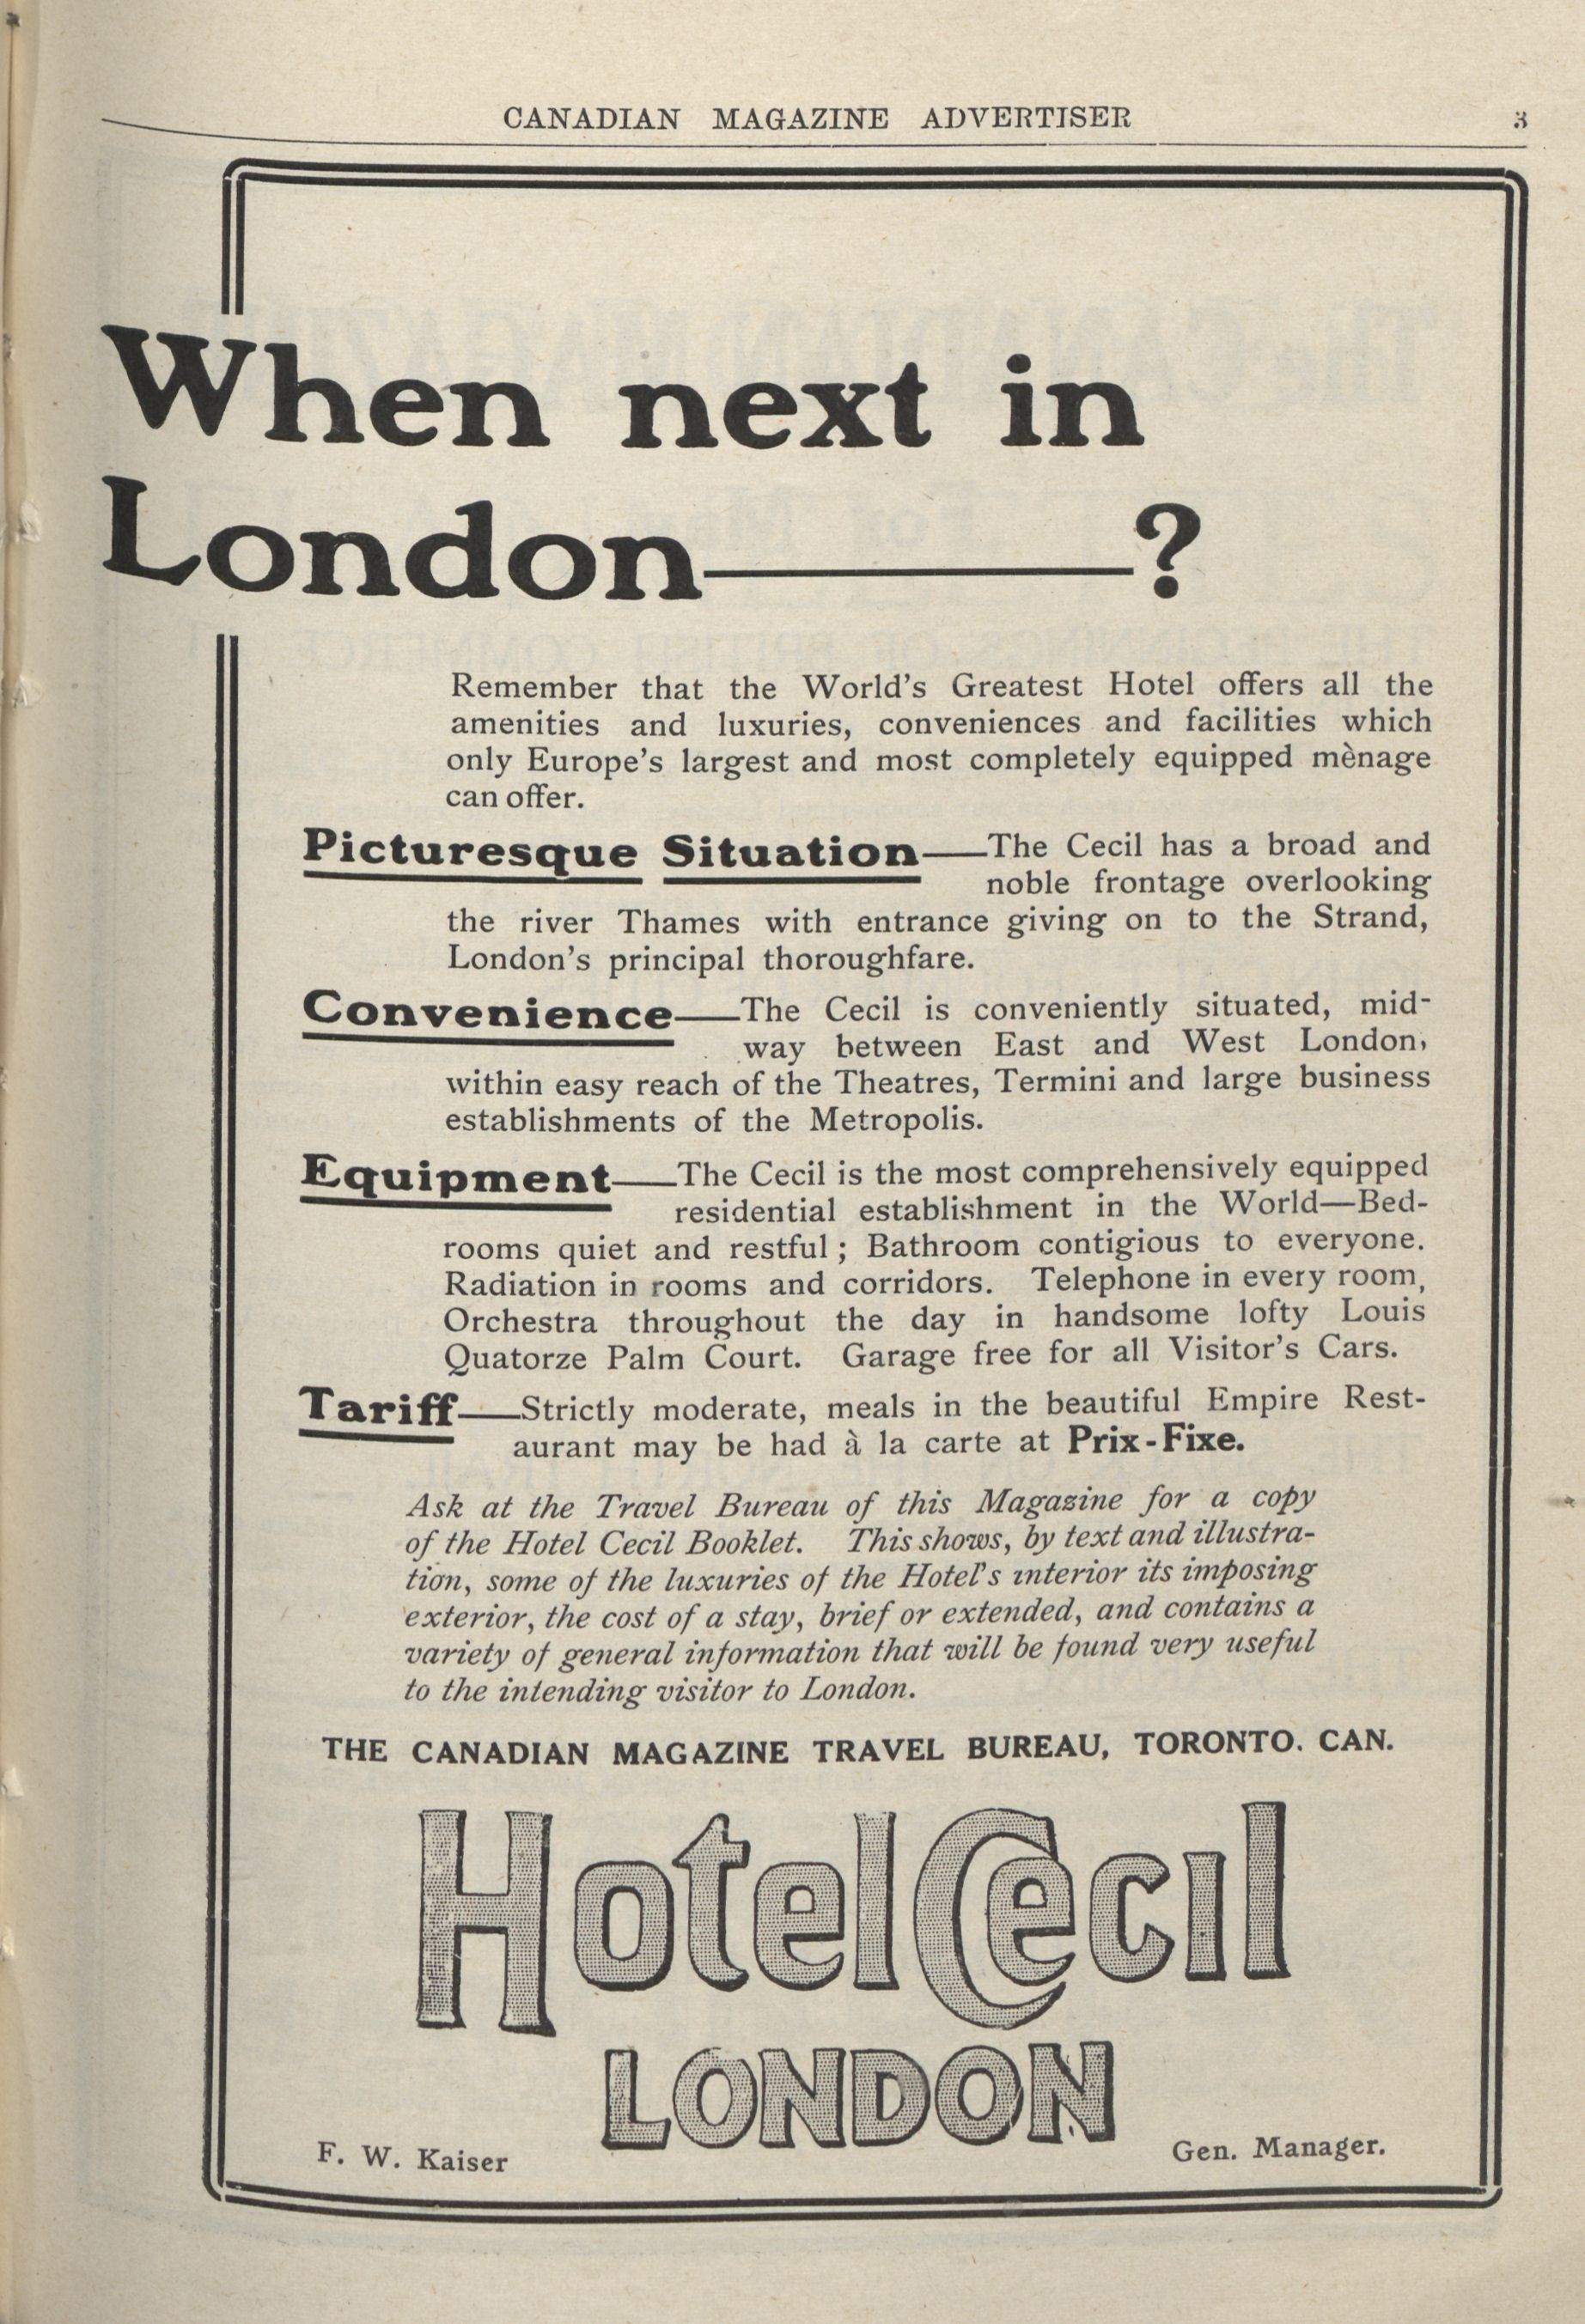 CANADIAN MAGAZINE ADVERTISER 3
When next in
London——?
Remember that the World's Greatest Hotel offers all the
amenities and luxuries, conveniences and facilities which
only Europe's largest and most completely equipped mènage
can offer.
Picturesque Situation—The Cecil has a broad and
noble frontage overlooking
the river Thames with entrance giving on to the Strand,
London's principal thoroughfare.
Convenience—The Cecil is conveniently situated, mid-
way between East and West London,
within easy reach of the Theatres, Termini and large business
establishments of the Metropolis.
Equipment—The Cecil is the most comprehensively equipped
residential establishment in the World—Bed-
rooms quiet and restful; Bathroom contigious to everyone.
Radiation in rooms and corridors. Telephone in every room,
Orchestra throughout the day in handsome lofty Louis
Quatorze Palm Court. Garage free for all Visitor's Cars.
Tariff—Strictly moderate, meals in the beautiful Empire Rest-
aurant may be had à la carte at Prix-Fixe.
Ask at the Travel Bureau of this Magazine for a copy
of the Hotel Cecil Booklet. This shows, by text and illustra-
tion, some of the luxuries of the Hotel's interior its imposing
exterior, the cost of a stay, brief or extended, and contains a
variety of general information that will be found very useful
to the intending visitor to London.
THE CANADIAN MAGAZINE TRAVEL BUREAU, TORONTO. CAN.
Hotel Cecil
LONDON
F. W. Kaiser Gen. Manager.